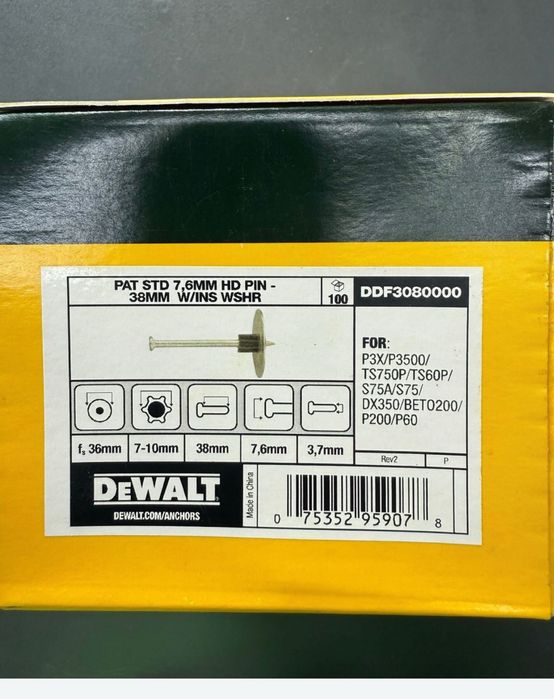 PAT STD 7,6MM HD PIN -
38MM W/INS WSHR
100
DDF3080000
FOR:
P3X/P3500/
TS750P/TS60P/
S75A/S75/
DX350/BETO200/
P200/P60
fs 36mm
7-10mm
38mm
7,6mm
3,7mm
Rev2
P
DEWALT
DEWALT.COM/ANCHORS
Made in China
0 75352 95907 8